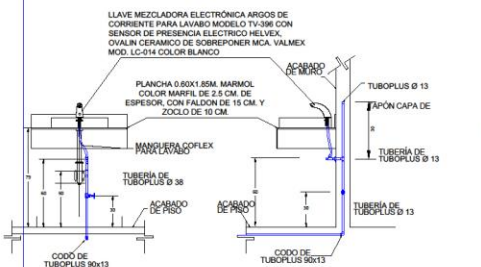 LLAVE MEZCLADORA ELECTRÓNICA ARGOS DE
CORRIENTE PARA LAVABO MODELO TV-396 CON
SENSOR DE PRESENCIA ELECTRICO HELVEX,
OVALIN CERAMICO DE SOBREPONER MCA. VALMEX
MOD. LC-014 COLOR BLANCO
ACABADO
DE MURO
PLANCHA 0.60X1.85M. MARMOL
COLOR MARFIL DE 2.5 CM. DE
ESPESOR, CON FALDON DE 15 CM. Y
ZOCLO DE 10 CM.
TUBOPLUS Ø 13
TAPÓN CAPA DE
MANGUERA COFLEX
PARA LAVABO
TUBERÍA DE
TUBOPLUS Ø 13
TUBERÍA DE
TUBOPLUS Ø 38
ACABADO
DE PISO
ACABADO
DE PISO
TUBERÍA DE
TUBOPLUS Ø 13
CODO DE
TUBOPLUS 90x13
CODO DE
TUBOPLUS 90x13